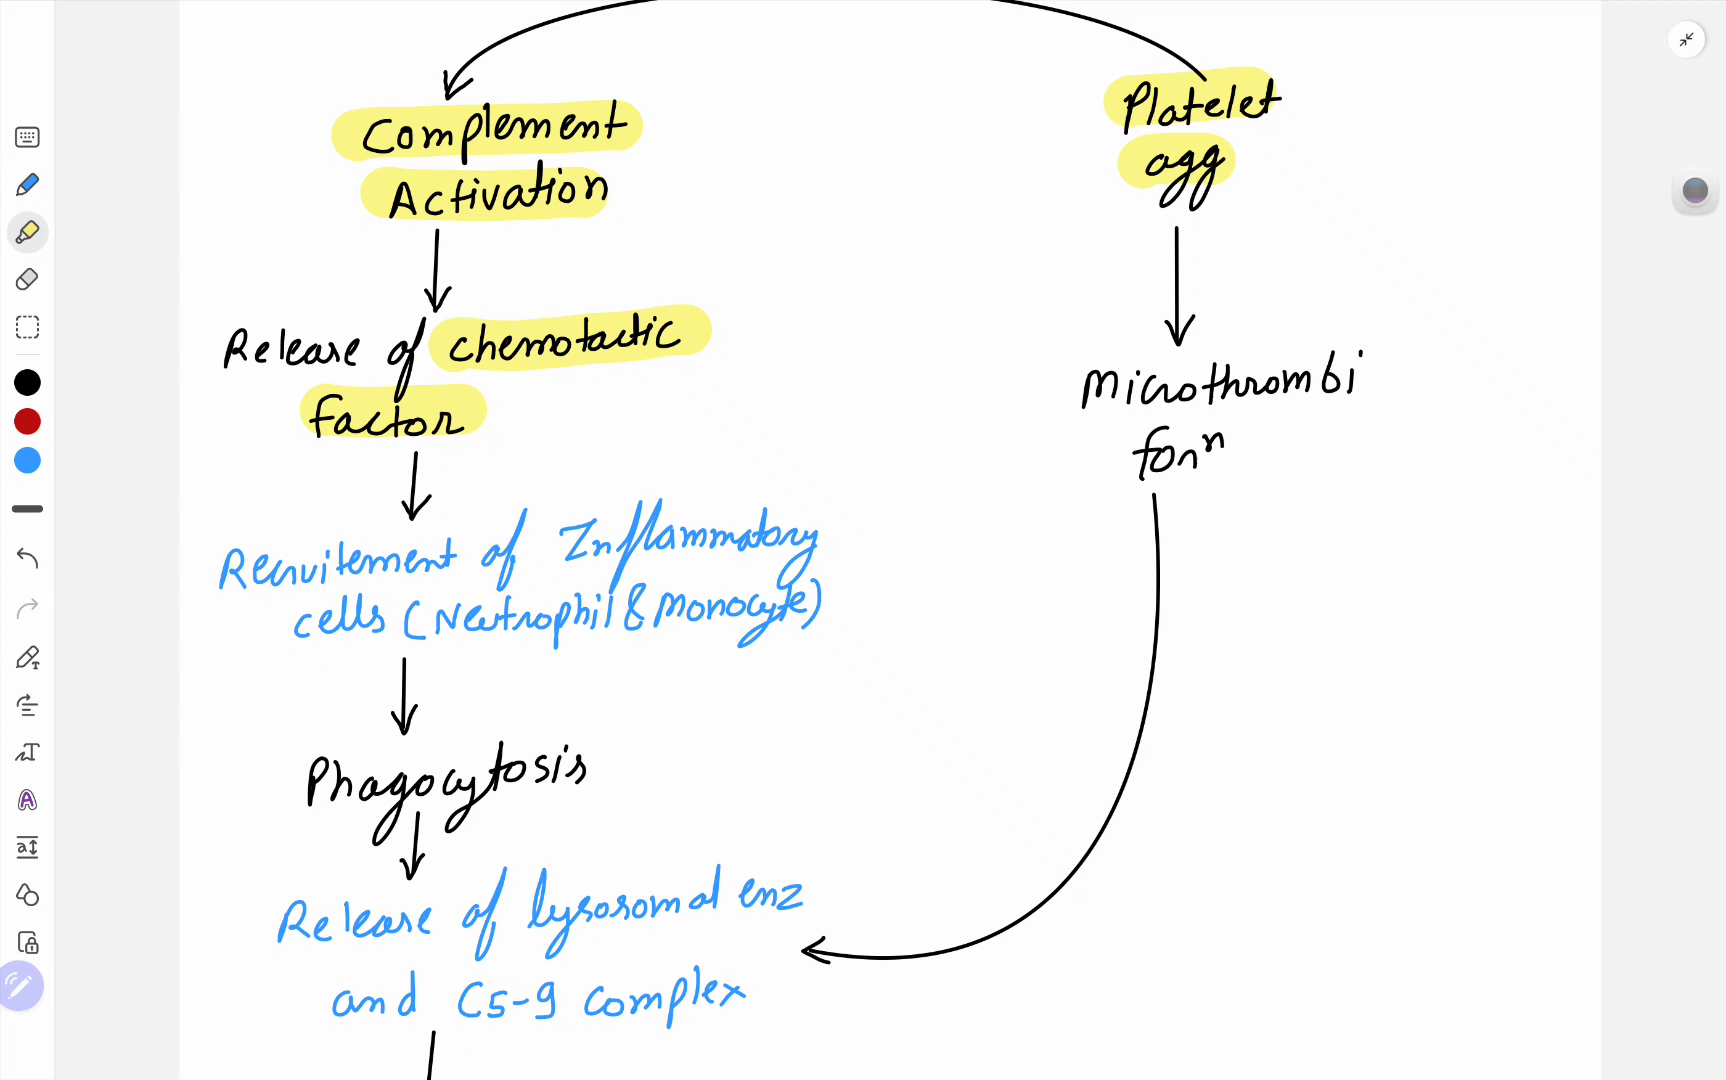 Complement
Activation
Release of chemotactic
factor
Recruitement of Inflammatory
cells (Neutrophil & Monocyte)
Phagocytosis
Release of lysosomal enz
and C5-9 complex
Platelet
agg
Microthrombi
forⁿ